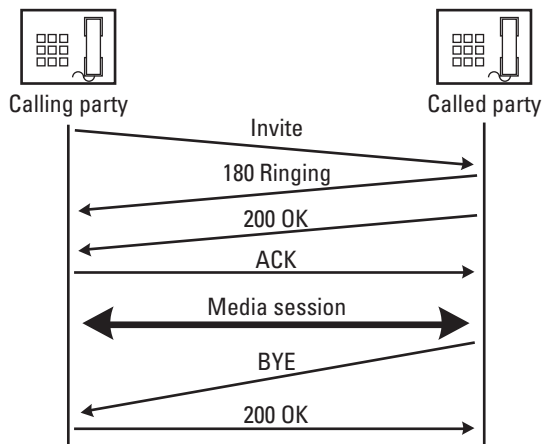 Calling party
Called party
Invite
180 Ringing
200 OK
ACK
Media session
BYE
200 OK